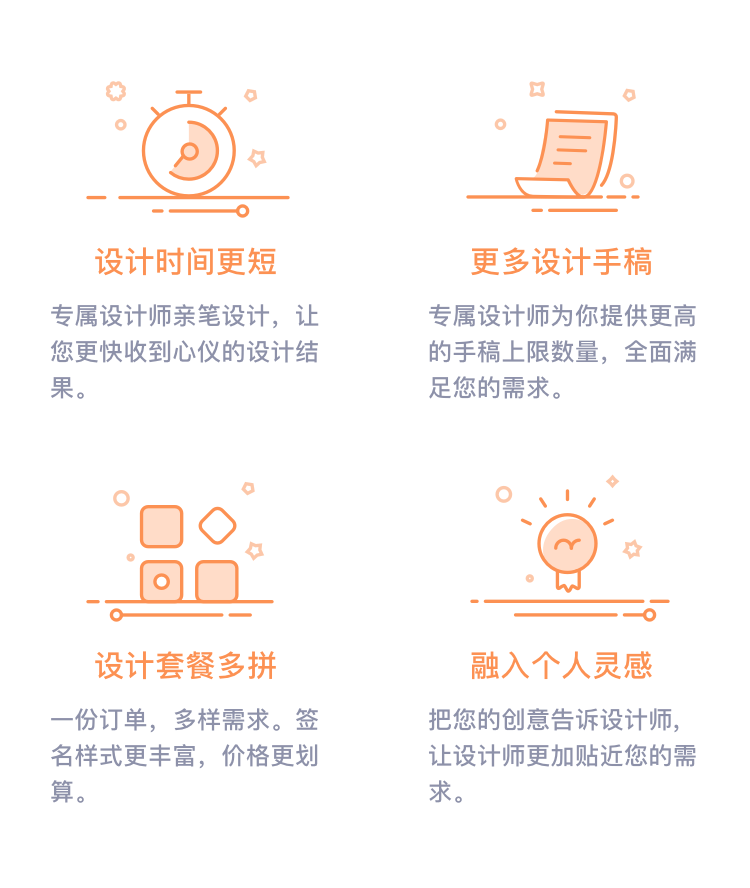 设计时间更短
专属设计师亲笔设计，让
您更快收到心仪的设计结
果。
更多设计手稿
专属设计师为你提供更高
的手稿上限数量，全面满
足您的需求。
设计套餐多拼
一份订单，多样需求。签
名样式更丰富，价格更划
算。
融入个人灵感
把您的创意告诉设计师，
让设计师更加贴近您的需
求。